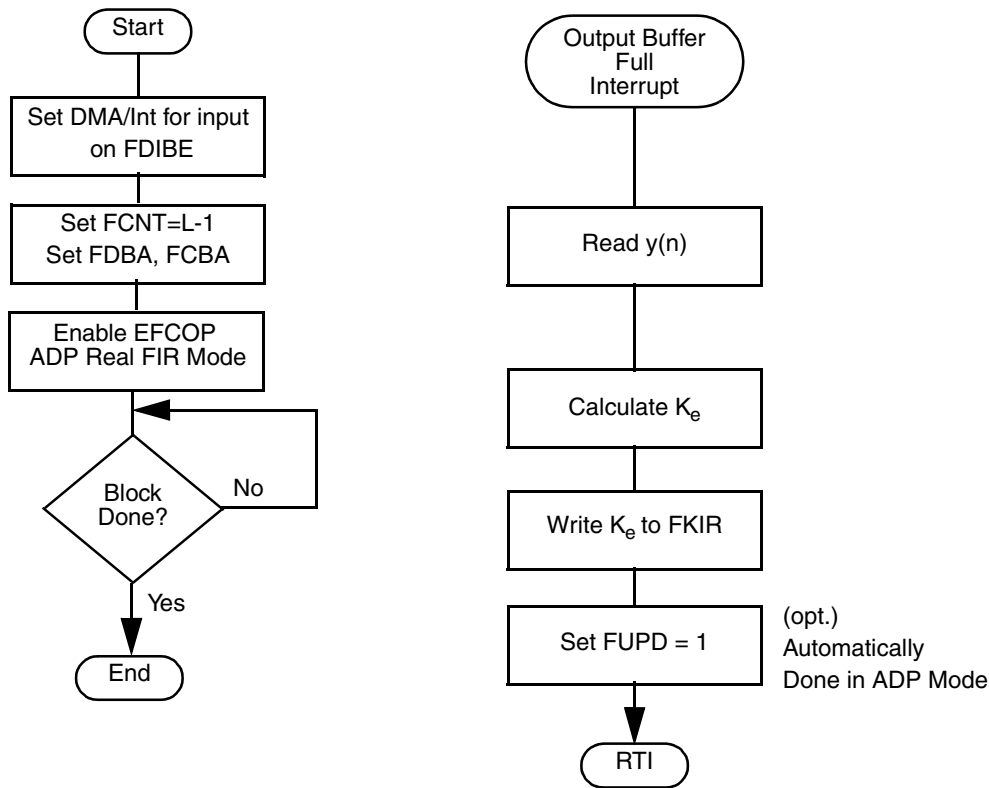 Start
Set DMA/Int for input
on FDIBE
Set FCNT=L-1
Set FDBA, FCBA
Enable EFCOP
ADP Real FIR Mode
Block
Done?
No
Yes
End
Output Buffer
Full
Interrupt
Read y(n)
Calculate Ke
Write Ke to FKIR
Set FUPD = 1
(opt.)
Automatically
Done in ADP Mode
RTI